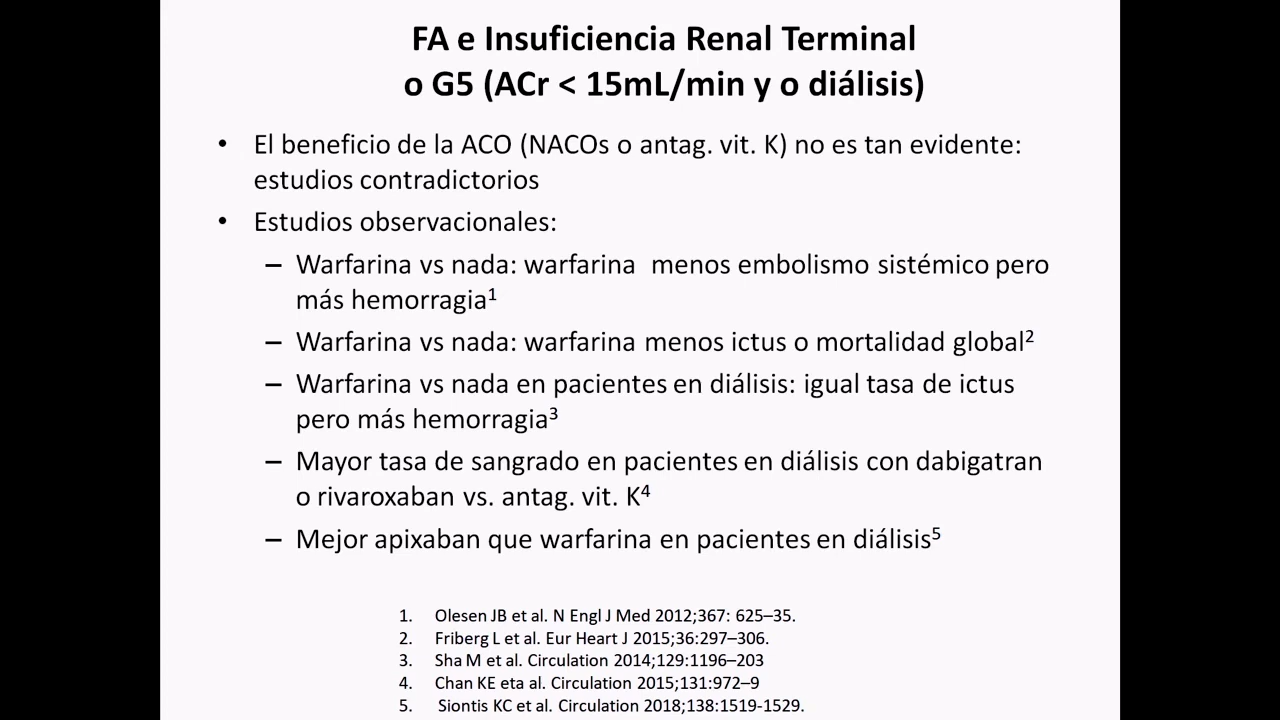 FA e Insuficiencia Renal Terminal
o G5 (ACr < 15mL/min y o diálisis)
• El beneficio de la ACO (NACOs o antag. vit. K) no es tan evidente:
estudios contradictorios
• Estudios observacionales:
– Warfarina vs nada: warfarina menos embolismo sistémico pero
más hemorragia¹
– Warfarina vs nada: warfarina menos ictus o mortalidad global²
– Warfarina vs nada en pacientes en diálisis: igual tasa de ictus
pero más hemorragia³
– Mayor tasa de sangrado en pacientes en diálisis con dabigatran
o rivaroxaban vs. antag. vit. K⁴
– Mejor apixaban que warfarina en pacientes en diálisis⁵
1. Olesen JB et al. N Engl J Med 2012;367: 625–35.
2. Friberg L et al. Eur Heart J 2015;36:297–306.
3. Sha M et al. Circulation 2014;129:1196–203
4. Chan KE eta al. Circulation 2015;131:972–9
5. Siontis KC et al. Circulation 2018;138:1519-1529.